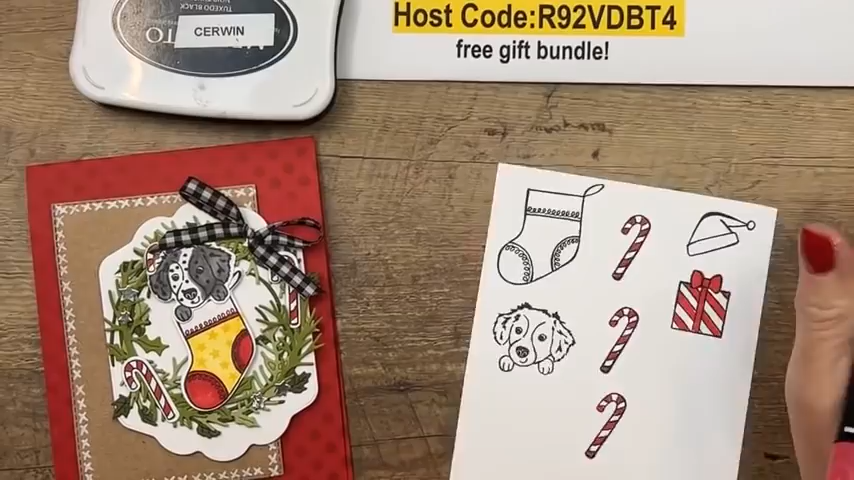 TUXEDO BLACK
CERWIN
Host Code:R92VDBT4
free gift bundle!